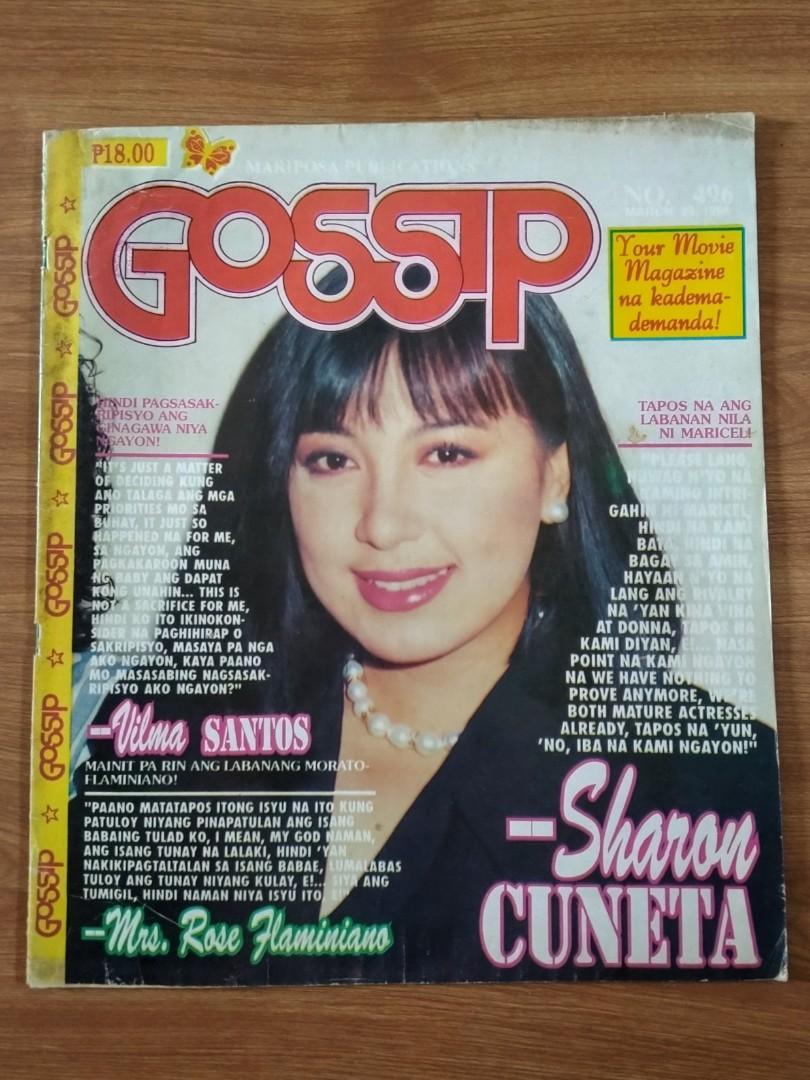 ₱18.00
MARIPOSA PUBLICATIONS
GOSSIP
NO. 496
MARCH
Your Movie
Magazine
na kadema-
demanda!
HINDI PAGSASAK-
RIPISYO ANG
GINAGAWA NIYA
NGAYON!
"IT'S JUST A MATTER
OF DECIDING KUNG
ANO TALAGA ANG MGA
PRIORITIES MO SA
BUHAY, IT JUST SO
HAPPENED NA FOR ME,
SA NGAYON, ANG
PAGKAKAROON MUNA
NG BABY ANG DAPAT
KONG UNAHIN... THIS IS
NOT A SACRIFICE FOR ME,
HINDI KO ITO IKINOKON-
SIDER NA PAGHIHIRAP O
SAKRIPISYO, MASAYA PA NGA
AKO NGAYON, KAYA PAANO
MO MASASABING NAGSASAK-
RIPISYO AKO NGAYON?"
—Vilma SANTOS
MAINIT PA RIN ANG LABANANG MORATO-
FLAMINIANO!
"PAANO MATATAPOS ITONG ISYU NA ITO KUNG
PATULOY NIYANG PINAPATULAN ANG ISANG
BABAING TULAD KO, I MEAN, MY GOD NAMAN,
ANG ISANG TUNAY NA LALAKI, HINDI 'YAN
NAKIKIPAGTALTALAN SA ISANG BABAE, LUMALABAS
TULOY ANG TUNAY NIYANG KULAY, E!... SIYA ANG
TUMIGIL, HINDI NAMAN NIYA ISYU ITO, E!"
—Mrs. Rose Flaminiano
TAPOS NA ANG
LABANAN NILA
NI MARICEL!
"PLEASE LANG,
HUWAG N'YO NA
KAMING INTRI-
GAHIN NI MARICEL,
HINDI NA KAMI
BATA, HINDI NA
BAGAY SA AMIN,
HAYAAN N'YO NA
LANG ANG RIVALRY
NA 'YAN KINA VINA
AT DONNA, TAPOS NA
KAMI DIYAN, E!... NASA
POINT NA KAMI NGAYON
NA WE HAVE NOTHING TO
PROVE ANYMORE, WE'RE
BOTH MATURE ACTRESSES
ALREADY, TAPOS NA 'YUN,
'NO, IBA NA KAMI NGAYON!"
—Sharon
CUNETA
GOSSIP
GOSSIP
GOSSIP
GOSSIP
GOSSIP